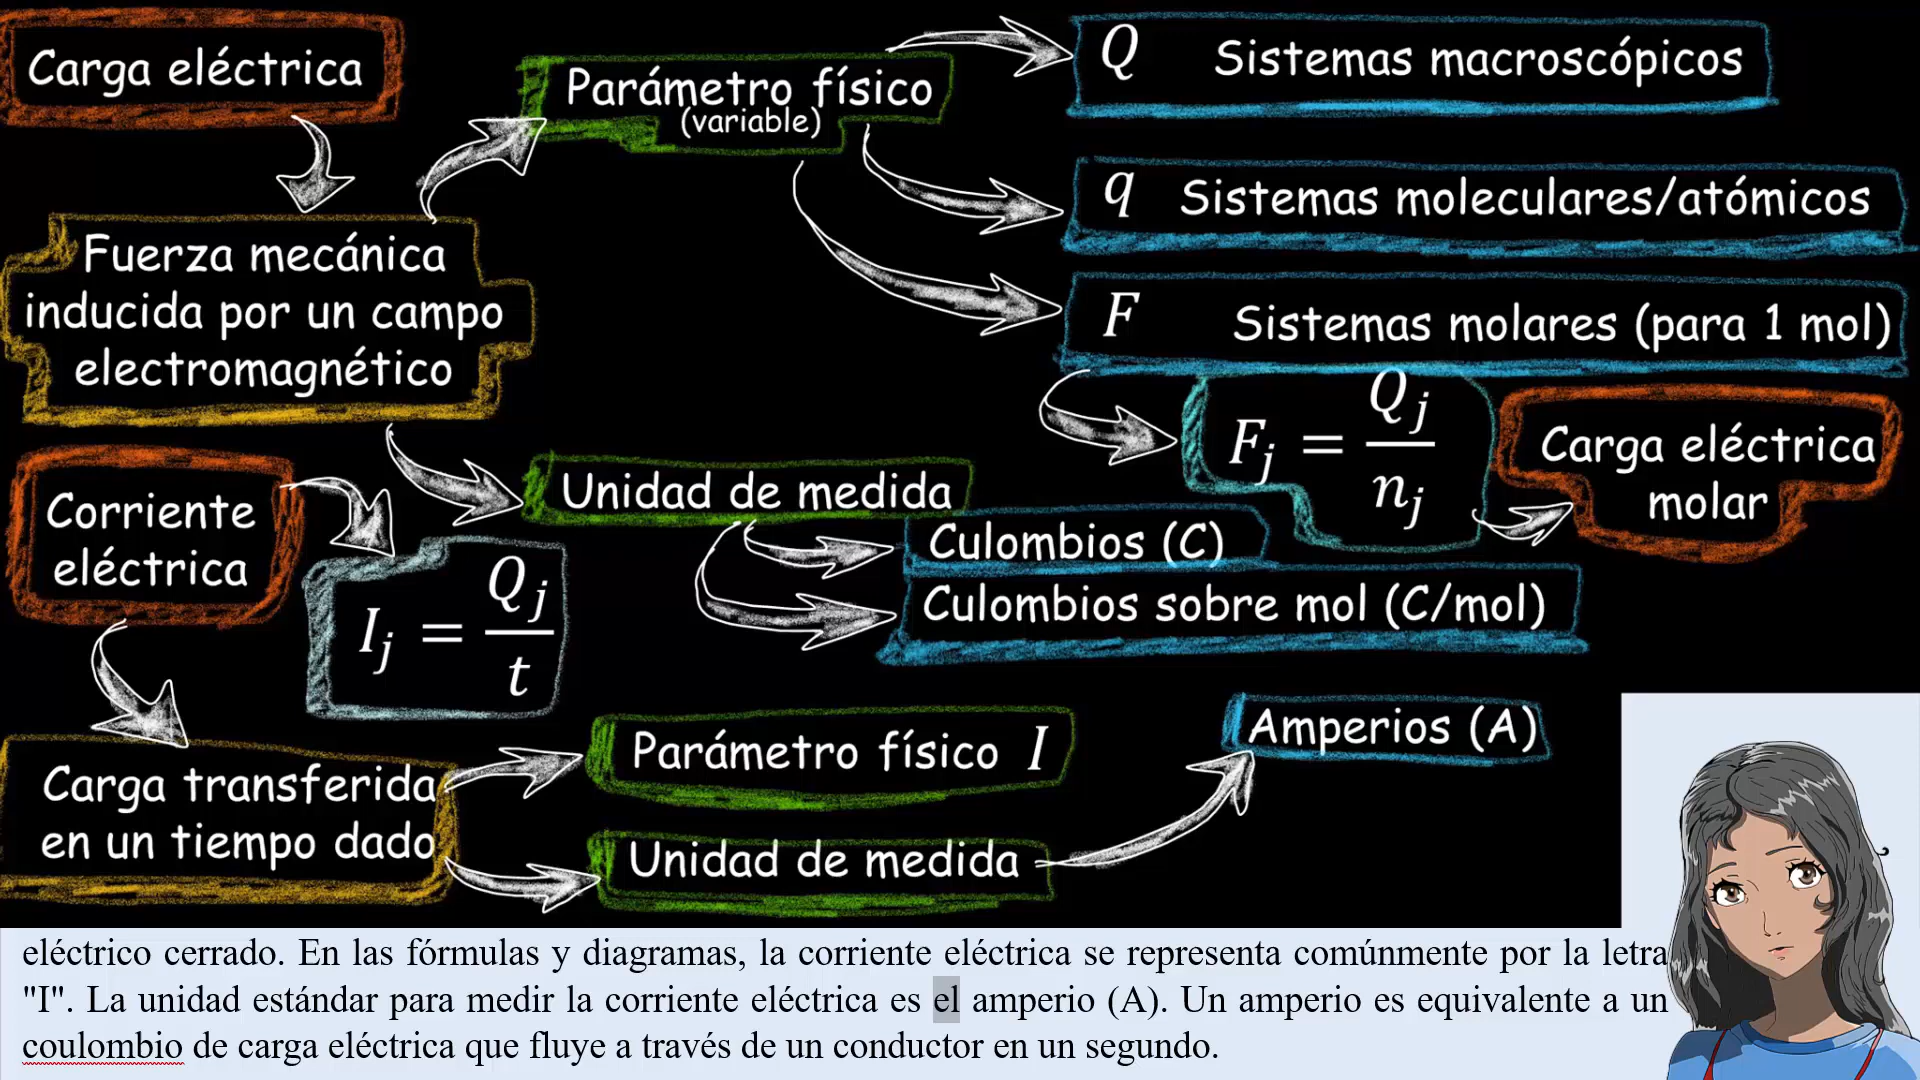 Carga eléctrica
Parámetro físico
(variable)
Q Sistemas macroscópicos
q Sistemas moleculares/atómicos
F Sistemas molares (para 1 mol)
Fuerza mecánica
inducida por un campo
electromagnético
F_j = Q_j / n_j
Carga eléctrica
molar
Unidad de medida
Culombios (C)
Culombios sobre mol (C/mol)
Corriente
eléctrica
I_j = Q_j / t
Carga transferida
en un tiempo dado
Parámetro físico I
Unidad de medida
Amperios (A)
eléctrico cerrado. En las fórmulas y diagramas, la corriente eléctrica se representa comúnmente por la letra
"I". La unidad estándar para medir la corriente eléctrica es el amperio (A). Un amperio es equivalente a un
coulombio de carga eléctrica que fluye a través de un conductor en un segundo.